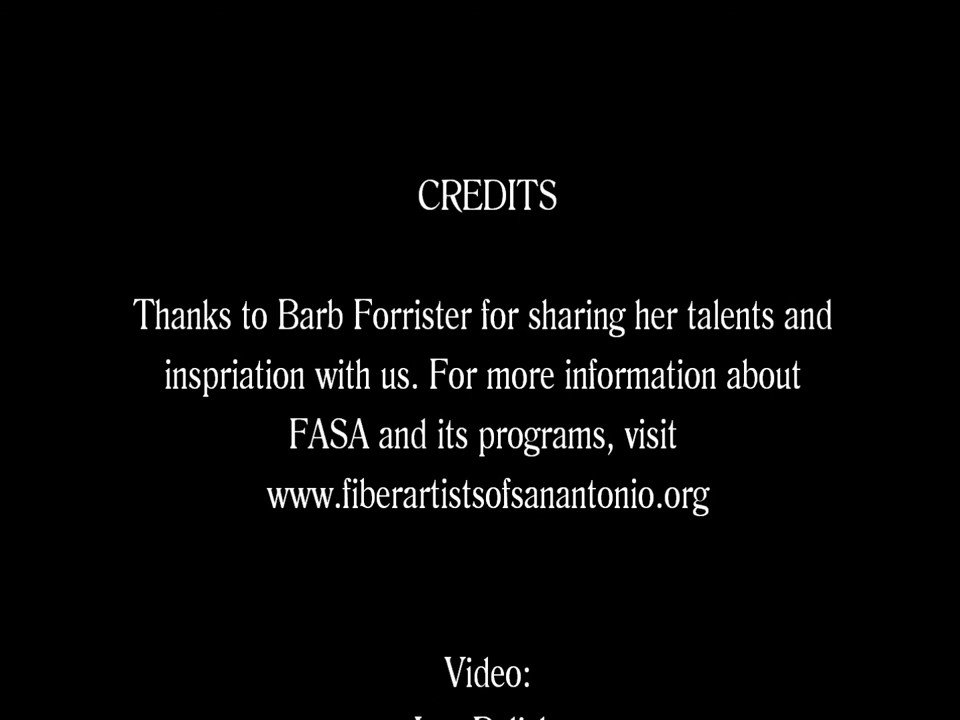 CREDITS
Thanks to Barb Forrister for sharing her talents and
inspriation with us. For more information about
FASA and its programs, visit
www.fiberartistsofsanantonio.org
Video: